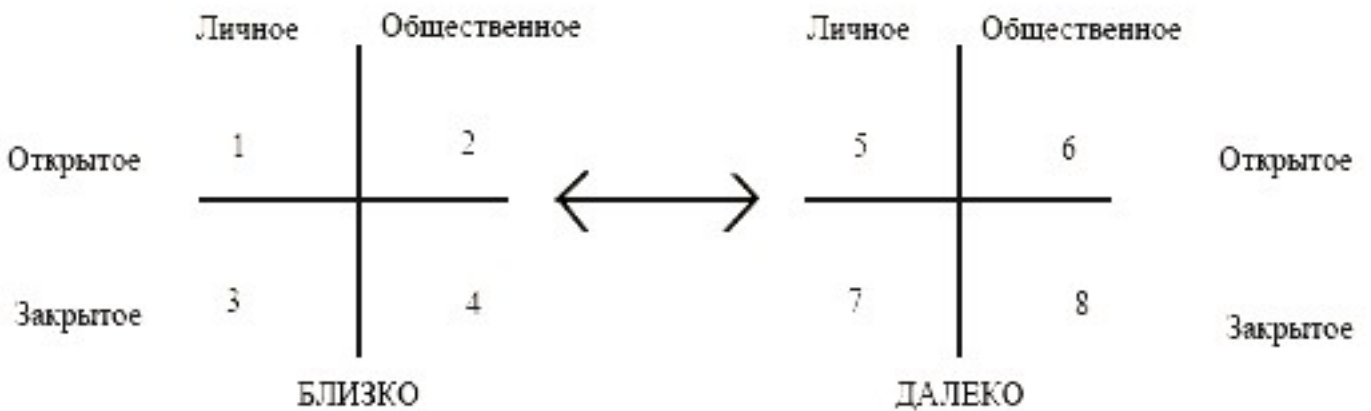 Личное Общественное Личное Общественное
1 2 5 6
Открытое Открытое
3 4 7 8
Закрытое Закрытое
БЛИЗКО ДАЛЕКО